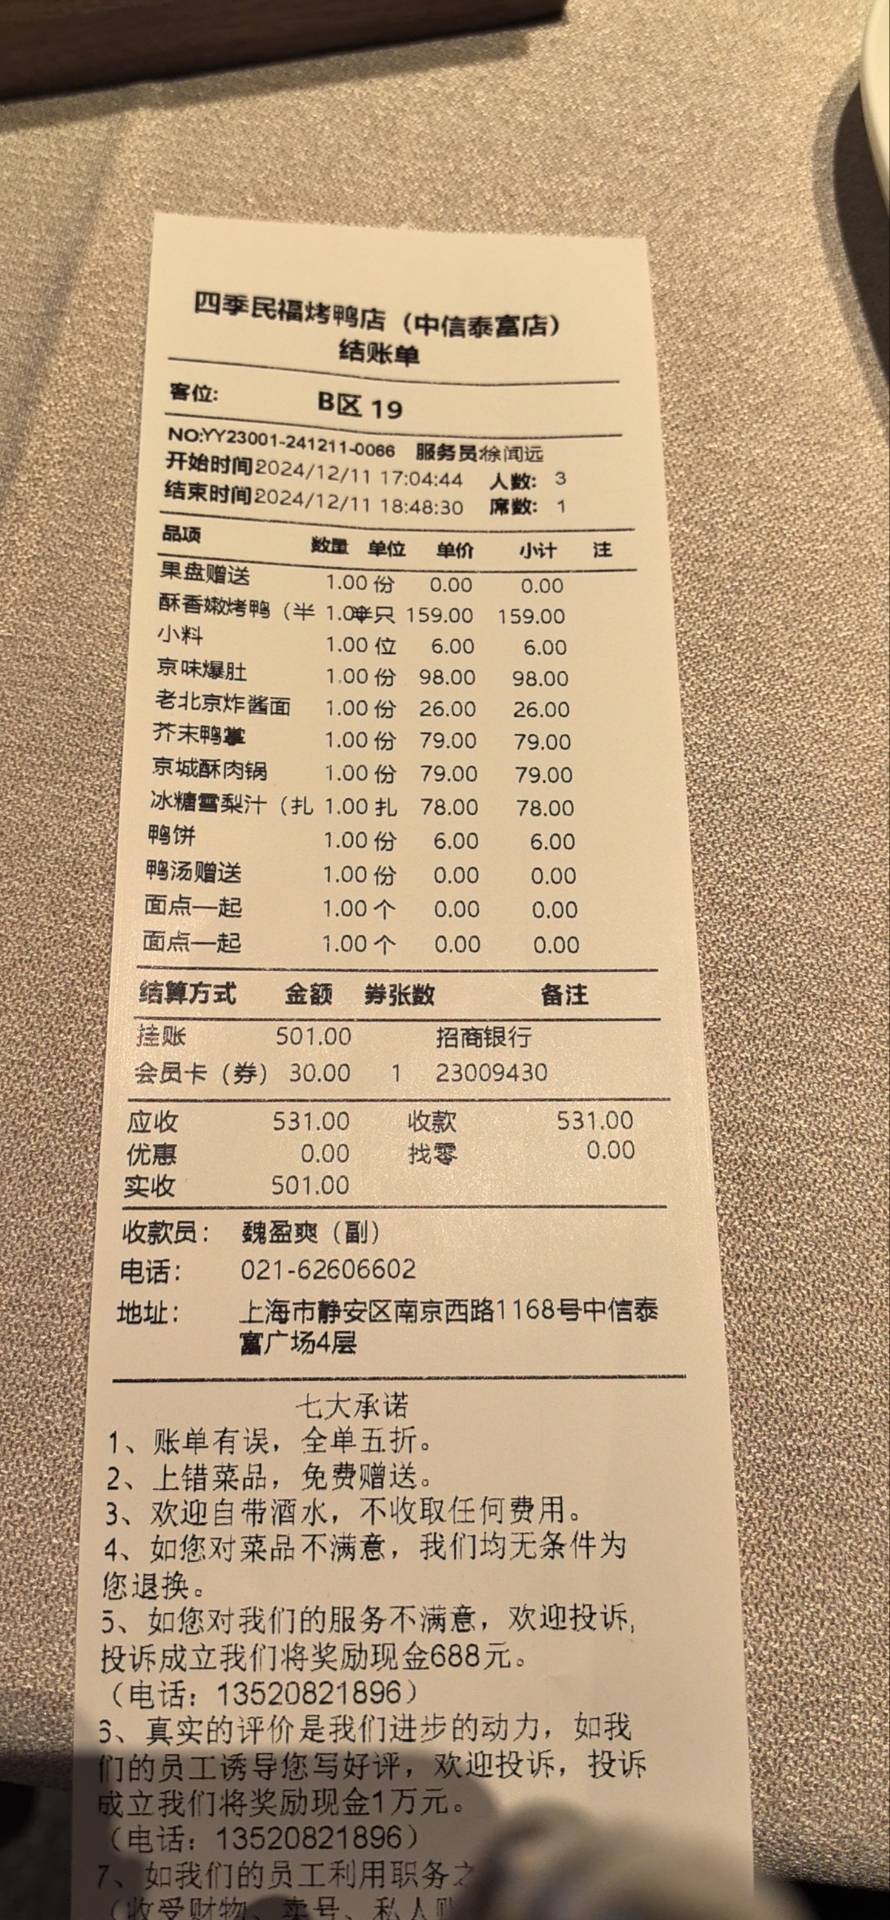 四季民福烤鸭店（中信泰富店）
结账单
客位: B区 19
NO:YY23001-241211-0066 服务员徐闻远
开始时间2024/12/11 17:04:44 人数: 3
结束时间2024/12/11 18:48:30 席数: 1
品项 数量 单位 单价 小计 注
果盘赠送 1.00 份 0.00 0.00
酥香嫩烤鸭（半 1.00半只 159.00 159.00
小料 1.00 位 6.00 6.00
京味爆肚 1.00 份 98.00 98.00
老北京炸酱面 1.00 份 26.00 26.00
芥末鸭掌 1.00 份 79.00 79.00
京城酥肉锅 1.00 份 79.00 79.00
冰糖雪梨汁（扎 1.00 扎 78.00 78.00
鸭饼 1.00 份 6.00 6.00
鸭汤赠送 1.00 份 0.00 0.00
面点一起 1.00 个 0.00 0.00
面点一起 1.00 个 0.00 0.00
结算方式 金额 券张数 备注
挂账 501.00 招商银行
会员卡（券） 30.00 1 23009430
应收 531.00 收款 531.00
优惠 0.00 找零 0.00
实收 501.00
收款员: 魏盈爽（副）
电话: 021-62606602
地址: 上海市静安区南京西路1168号中信泰
富广场4层
七大承诺
1、账单有误，全单五折。
2、上错菜品，免费赠送。
3、欢迎自带酒水，不收取任何费用。
4、如您对菜品不满意，我们均无条件为
您退换。
5、如您对我们的服务不满意，欢迎投诉,
投诉成立我们将奖励现金688元。
（电话：13520821896）
6、真实的评价是我们进步的动力，如我
们的员工诱导您写好评，欢迎投诉，投诉
成立我们将奖励现金1万元。
（电话：13520821896）
7、如我们的员工利用职务之
（收受财物、卖号、私人